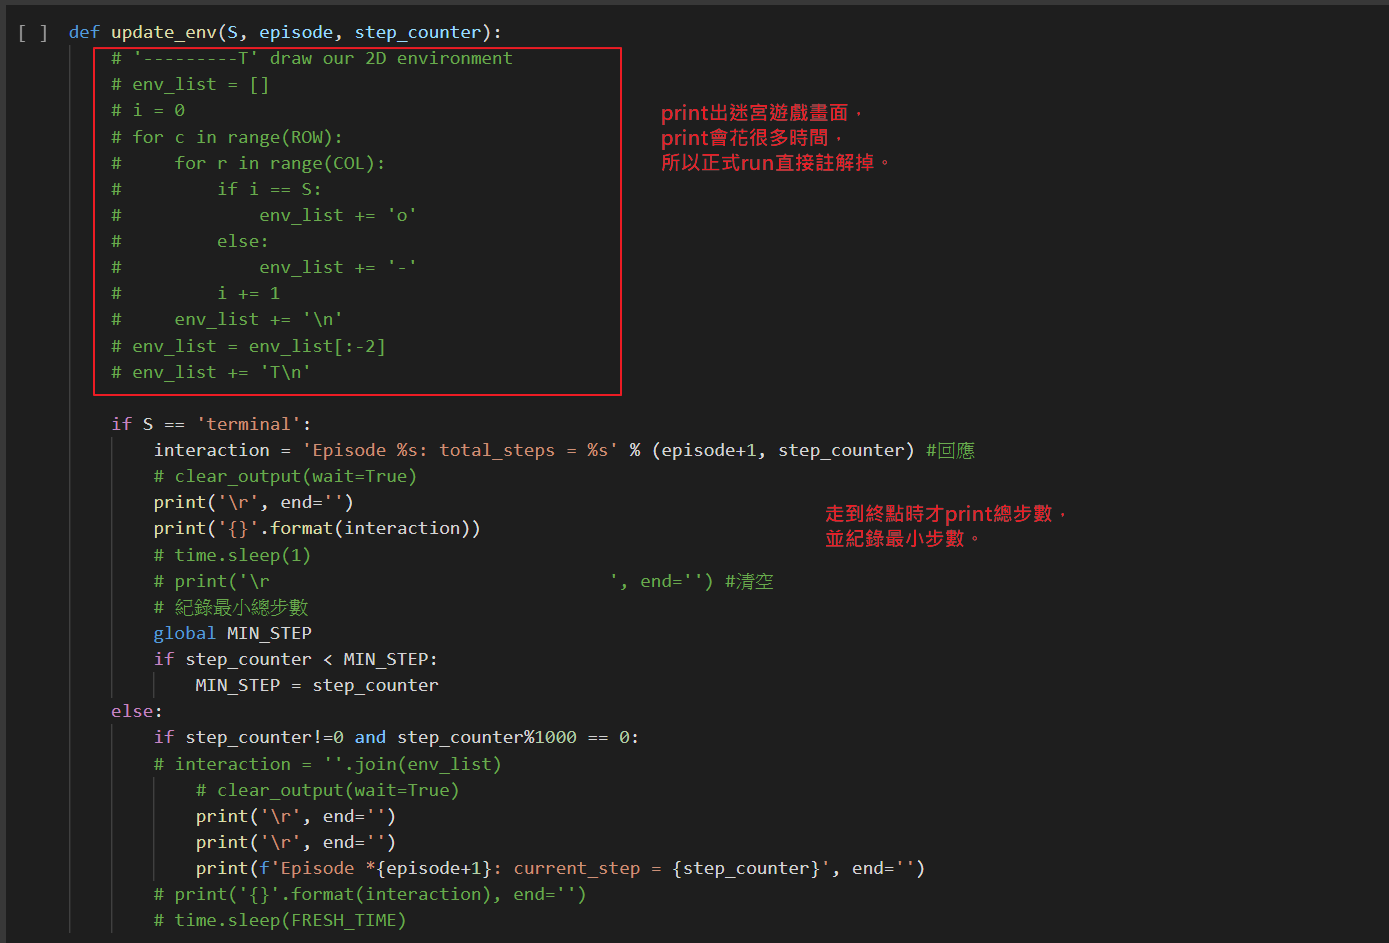 [ ] def update_env(S, episode, step_counter):
    # '---------T' draw our 2D environment
    # env_list = []
    # i = 0
    # for c in range(ROW):
    #     for r in range(COL):
    #         if i == S:
    #             env_list += 'o'
    #         else:
    #             env_list += '-'
    #         i += 1
    #     env_list += '\n'
    # env_list = env_list[:-2]
    # env_list += 'T\n'
print出迷宮遊戲畫面，
print會花很多時間，
所以正式run直接註解掉。
    if S == 'terminal':
        interaction = 'Episode %s: total_steps = %s' % (episode+1, step_counter) #回應
        # clear_output(wait=True)
        print('\r', end='')
        print('{}'.format(interaction))
        # time.sleep(1)
        # print('\r                                ', end='') #清空
        # 紀錄最小總步數
        global MIN_STEP
        if step_counter < MIN_STEP:
            MIN_STEP = step_counter
走到終點時才print總步數，
並紀錄最小步數。
    else:
        if step_counter!=0 and step_counter%1000 == 0:
        # interaction = ''.join(env_list)
            # clear_output(wait=True)
            print('\r', end='')
            print('\r', end='')
            print(f'Episode *{episode+1}: current_step = {step_counter}', end='')
        # print('{}'.format(interaction), end='')
        # time.sleep(FRESH_TIME)